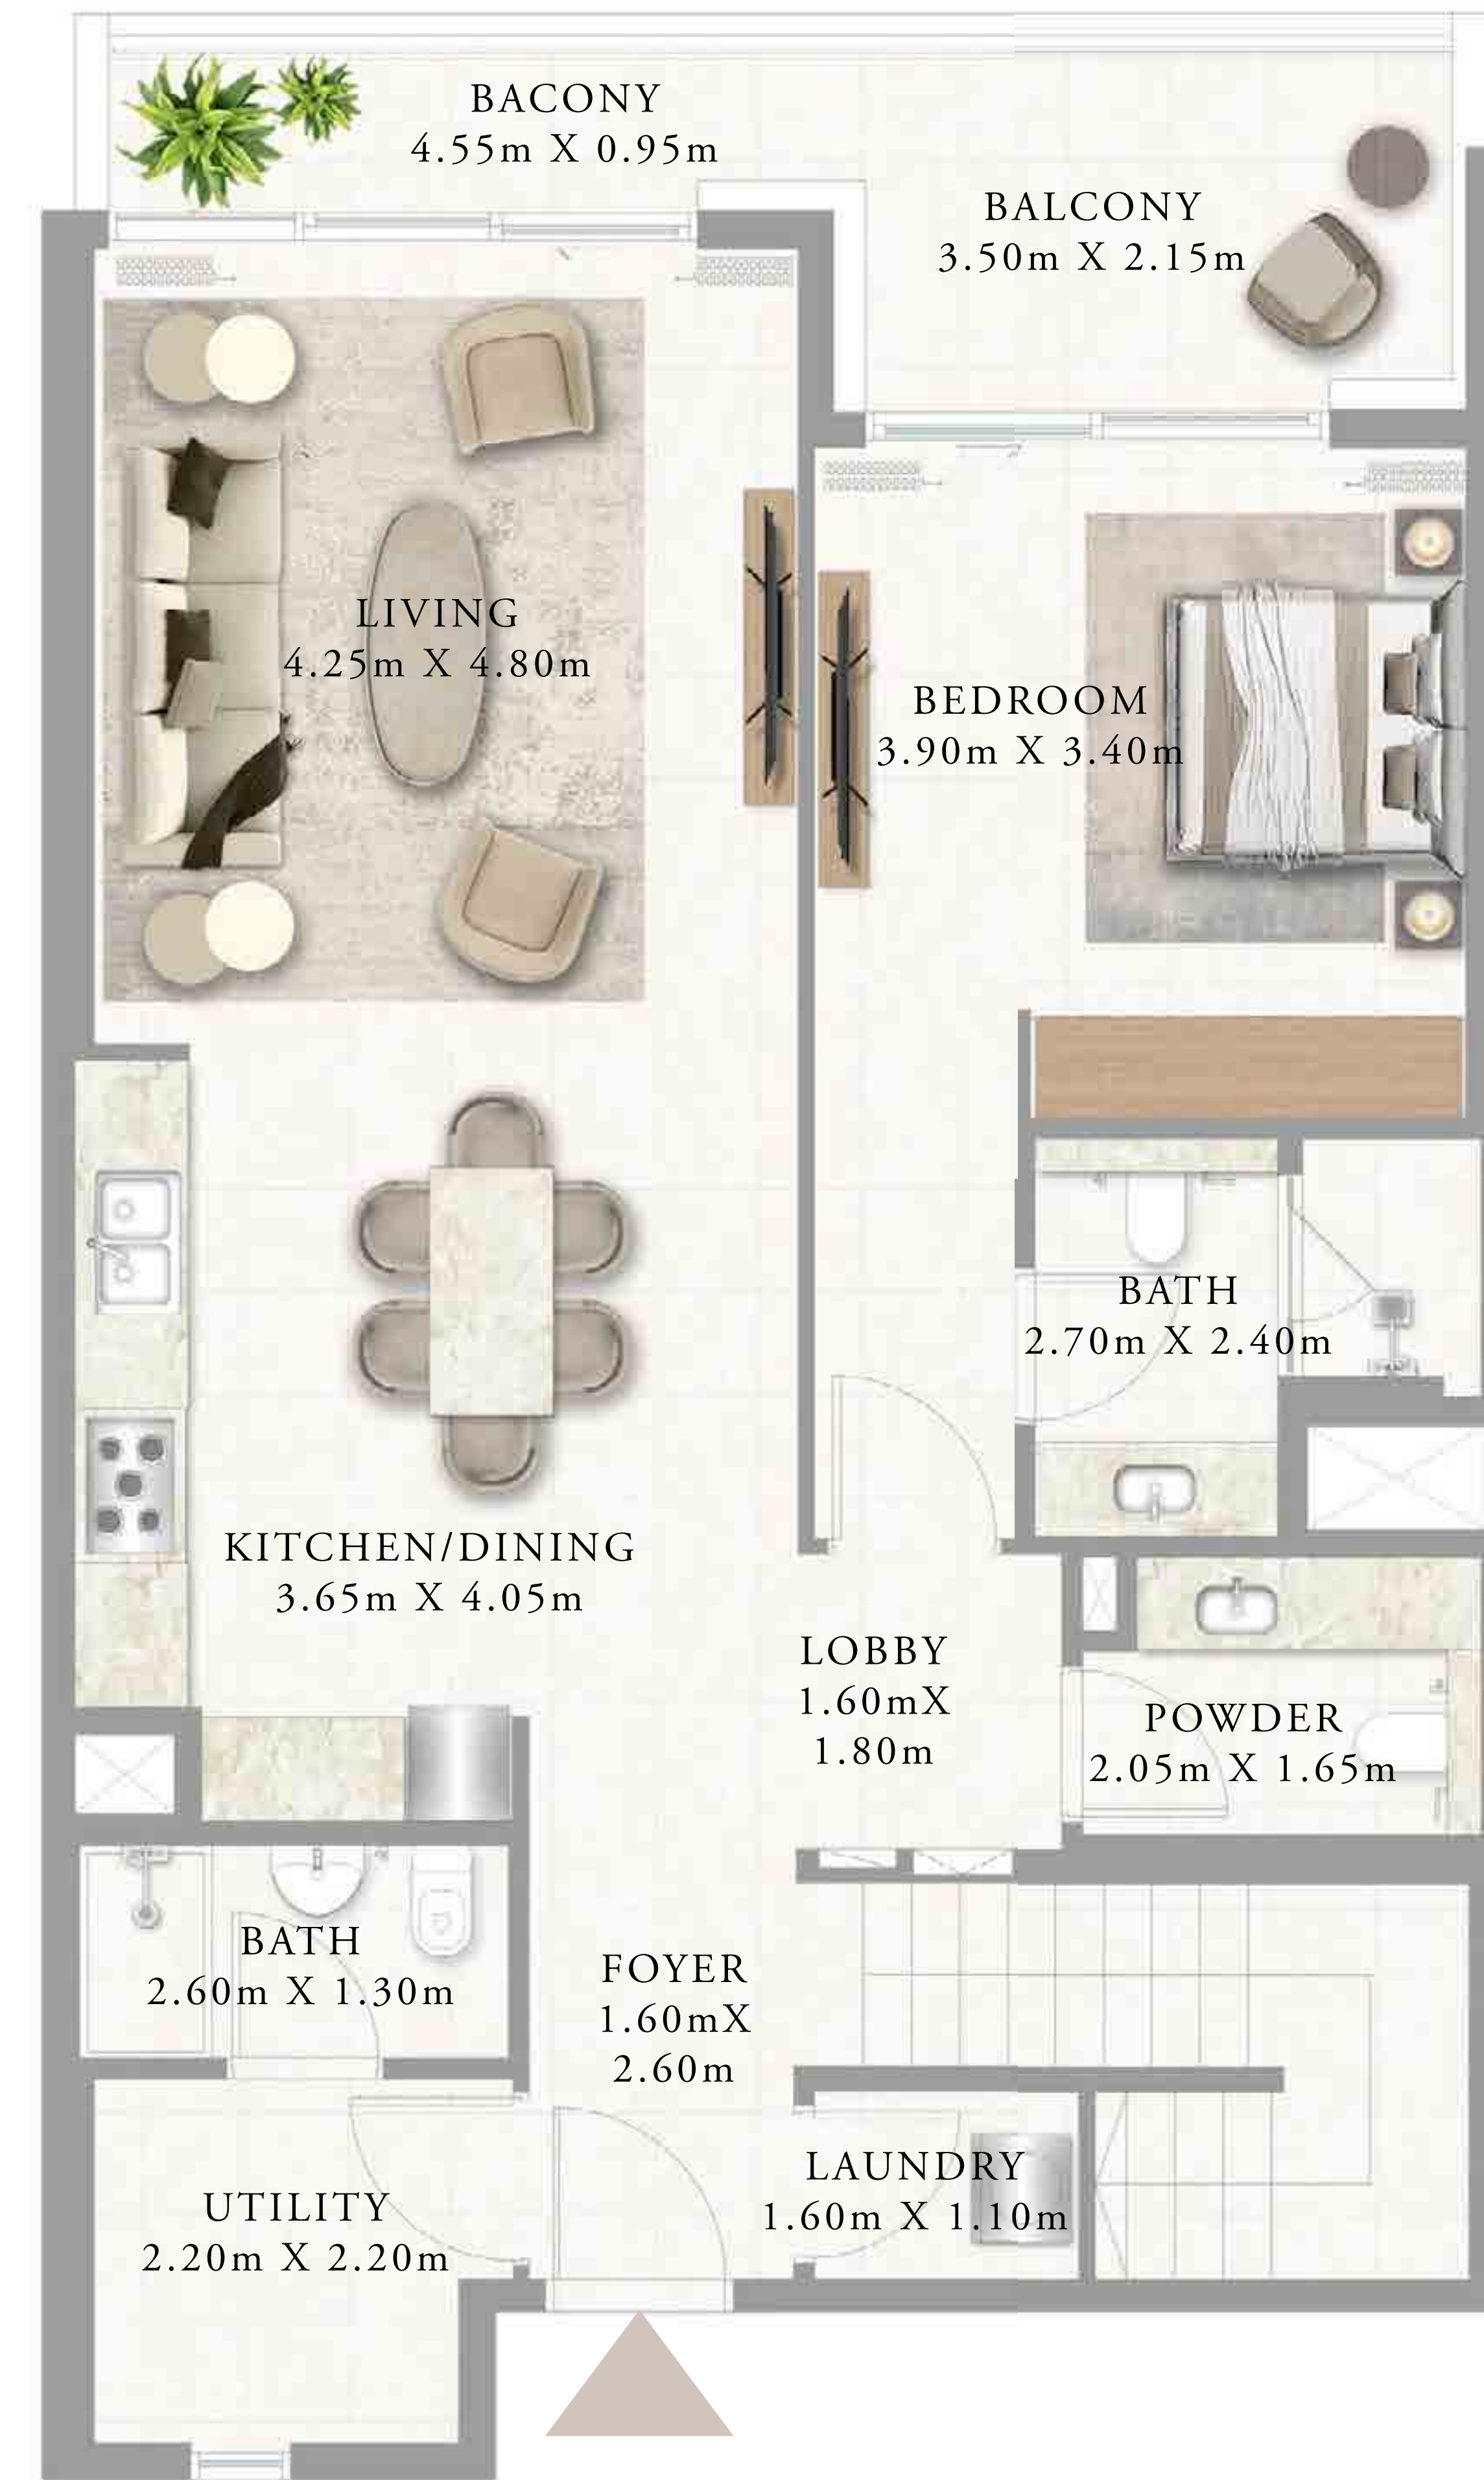 BACONY
4.55m X 0.95m
BALCONY
3.50m X 2.15m
LIVING
4.25m X 4.80m
BEDROOM
3.90m X 3.40m
BATH
2.70m X 2.40m
KITCHEN/DINING
3.65m X 4.05m
LOBBY
1.60mX
1.80m
POWDER
2.05m X 1.65m
BATH
2.60m X 1.30m
FOYER
1.60mX
2.60m
LAUNDRY
1.60m X 1.10m
UTILITY
2.20m X 2.20m